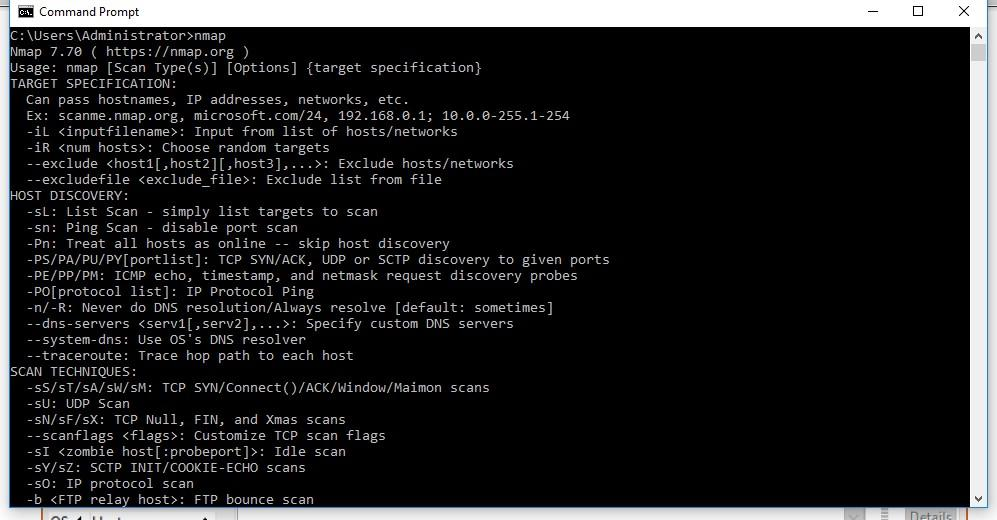 Command Prompt
C:\Users\Administrator>nmap
Nmap 7.70 ( https://nmap.org )
Usage: nmap [Scan Type(s)] [Options] {target specification}
TARGET SPECIFICATION:
  Can pass hostnames, IP addresses, networks, etc.
  Ex: scanme.nmap.org, microsoft.com/24, 192.168.0.1; 10.0.0-255.1-254
  -iL <inputfilename>: Input from list of hosts/networks
  -iR <num hosts>: Choose random targets
  --exclude <host1[,host2][,host3],...>: Exclude hosts/networks
  --excludefile <exclude_file>: Exclude list from file
HOST DISCOVERY:
  -sL: List Scan - simply list targets to scan
  -sn: Ping Scan - disable port scan
  -Pn: Treat all hosts as online -- skip host discovery
  -PS/PA/PU/PY[portlist]: TCP SYN/ACK, UDP or SCTP discovery to given ports
  -PE/PP/PM: ICMP echo, timestamp, and netmask request discovery probes
  -PO[protocol list]: IP Protocol Ping
  -n/-R: Never do DNS resolution/Always resolve [default: sometimes]
  --dns-servers <serv1[,serv2],...>: Specify custom DNS servers
  --system-dns: Use OS's DNS resolver
  --traceroute: Trace hop path to each host
SCAN TECHNIQUES:
  -sS/sT/sA/sW/sM: TCP SYN/Connect()/ACK/Window/Maimon scans
  -sU: UDP Scan
  -sN/sF/sX: TCP Null, FIN, and Xmas scans
  --scanflags <flags>: Customize TCP scan flags
  -sI <zombie host[:probeport]>: Idle scan
  -sY/sZ: SCTP INIT/COOKIE-ECHO scans
  -sO: IP protocol scan
  -b <FTP relay host>: FTP bounce scan
Details